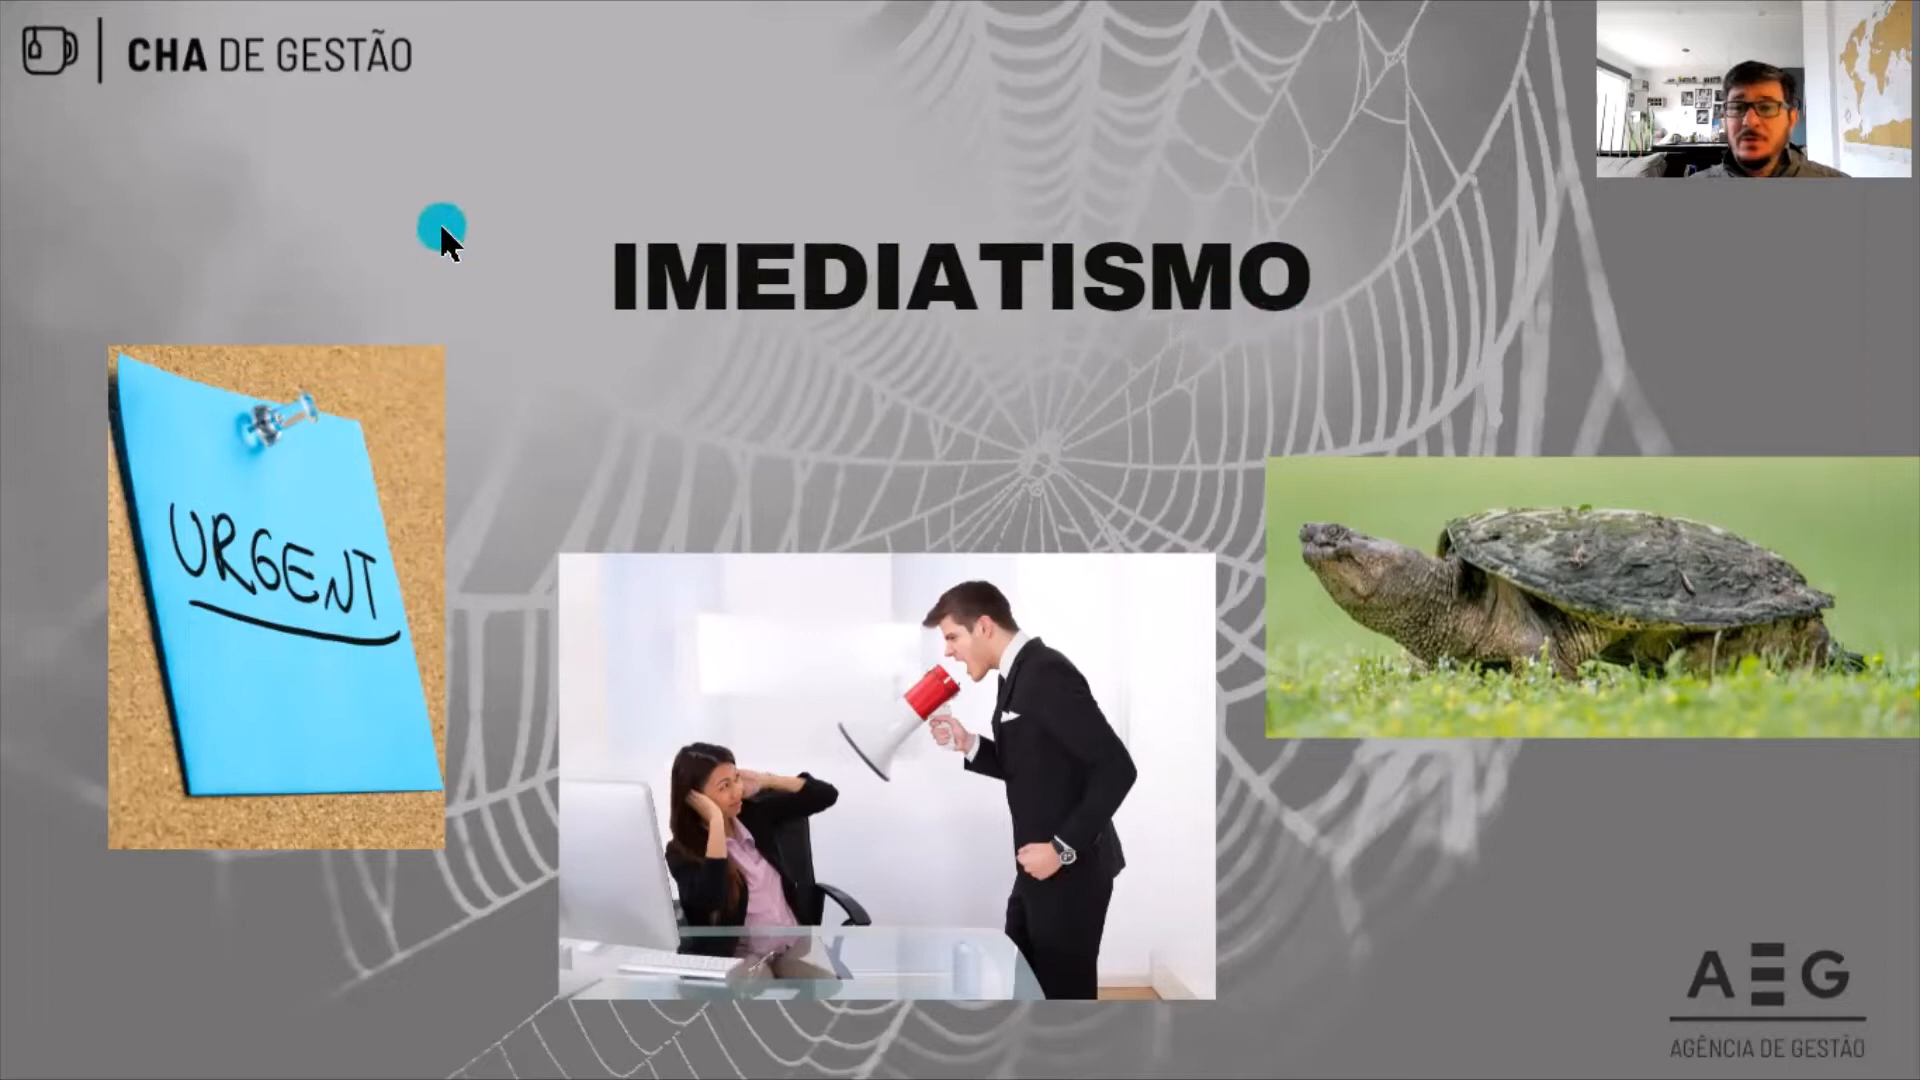 CHA DE GESTÃO
IMEDIATISMO
URGENT
AEG
AGÊNCIA DE GESTÃO